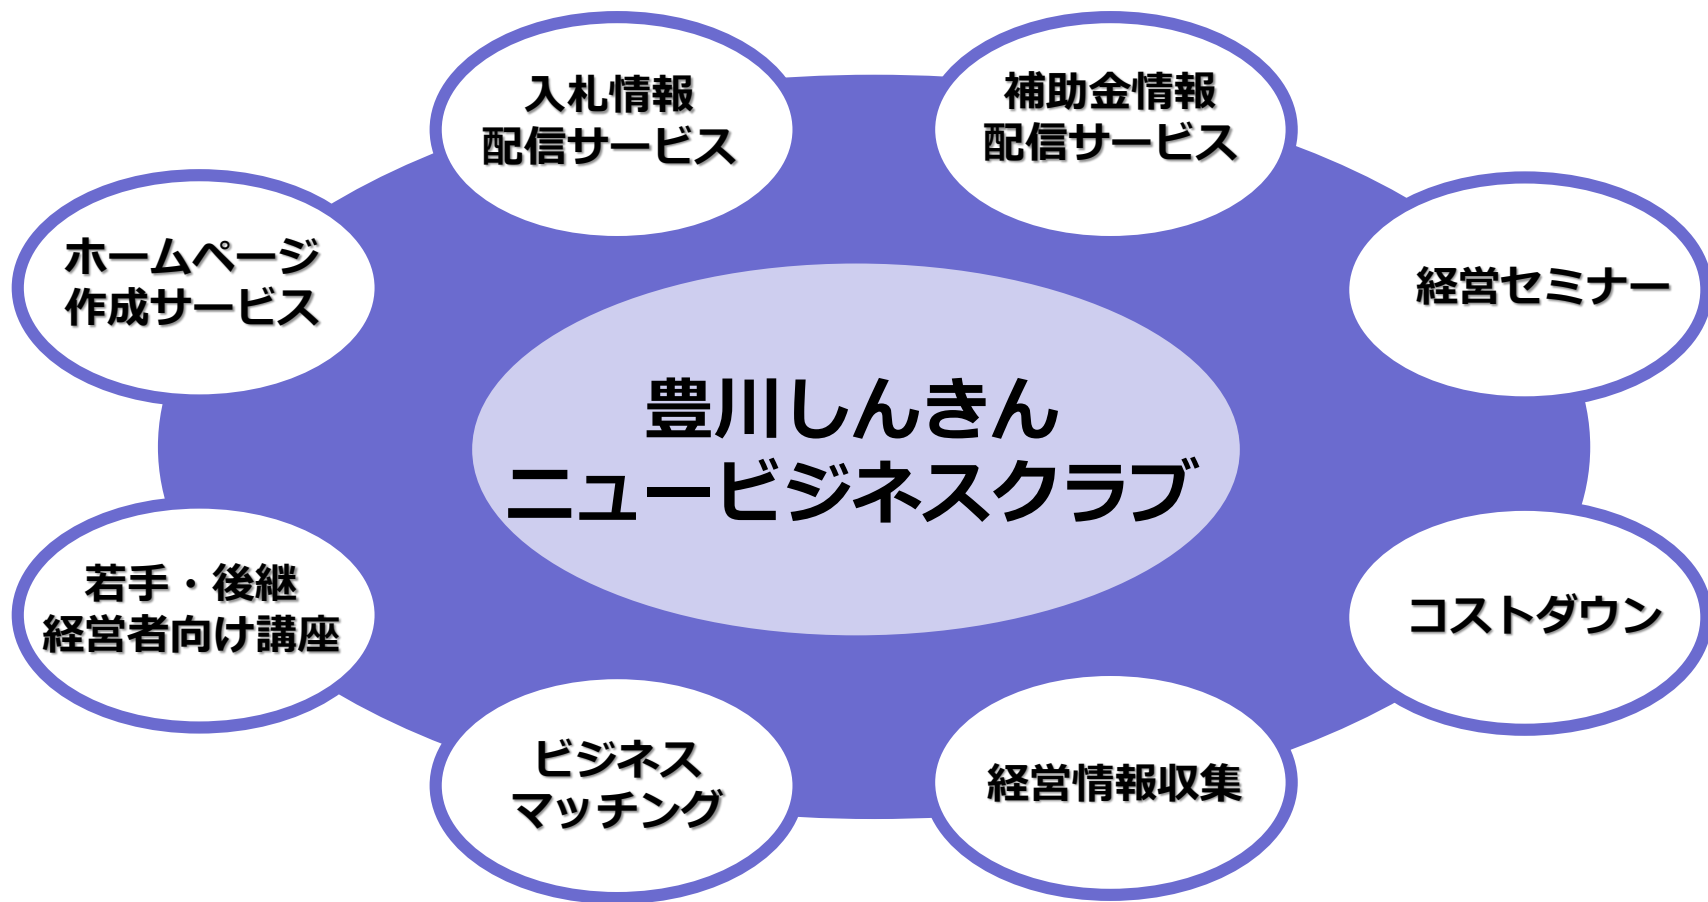 入札情報
配信サービス
補助金情報
配信サービス
ホームページ
作成サービス
経営セミナー
豊川しんきん
ニュービジネスクラブ
若手・後継
経営者向け講座
コストダウン
ビジネス
マッチング
経営情報収集